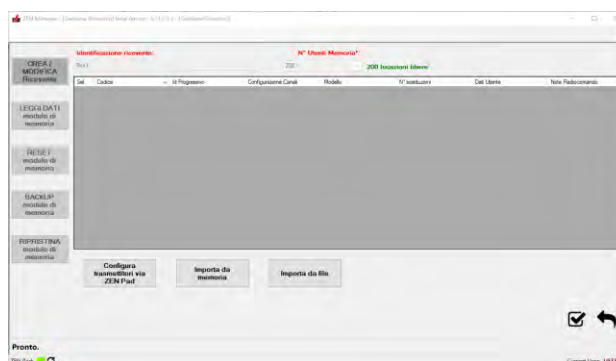 Identificazione ricevente:
N° Utenti Memoria*:
200 locazioni libere
CREA / MODIFICA Ricevente
LEGGI DATI modulo di memoria
RESET modulo di memoria
BACKUP modulo di memoria
RIPRISTINA modulo di memoria
Sel. Codice Id Progressivo Configurazione Canali Modello N° sostituzioni Dati Utente Note Radiocomando
Configura trasmettitori via ZEN Pad
Importa da memoria
Importa da file
Pronto.